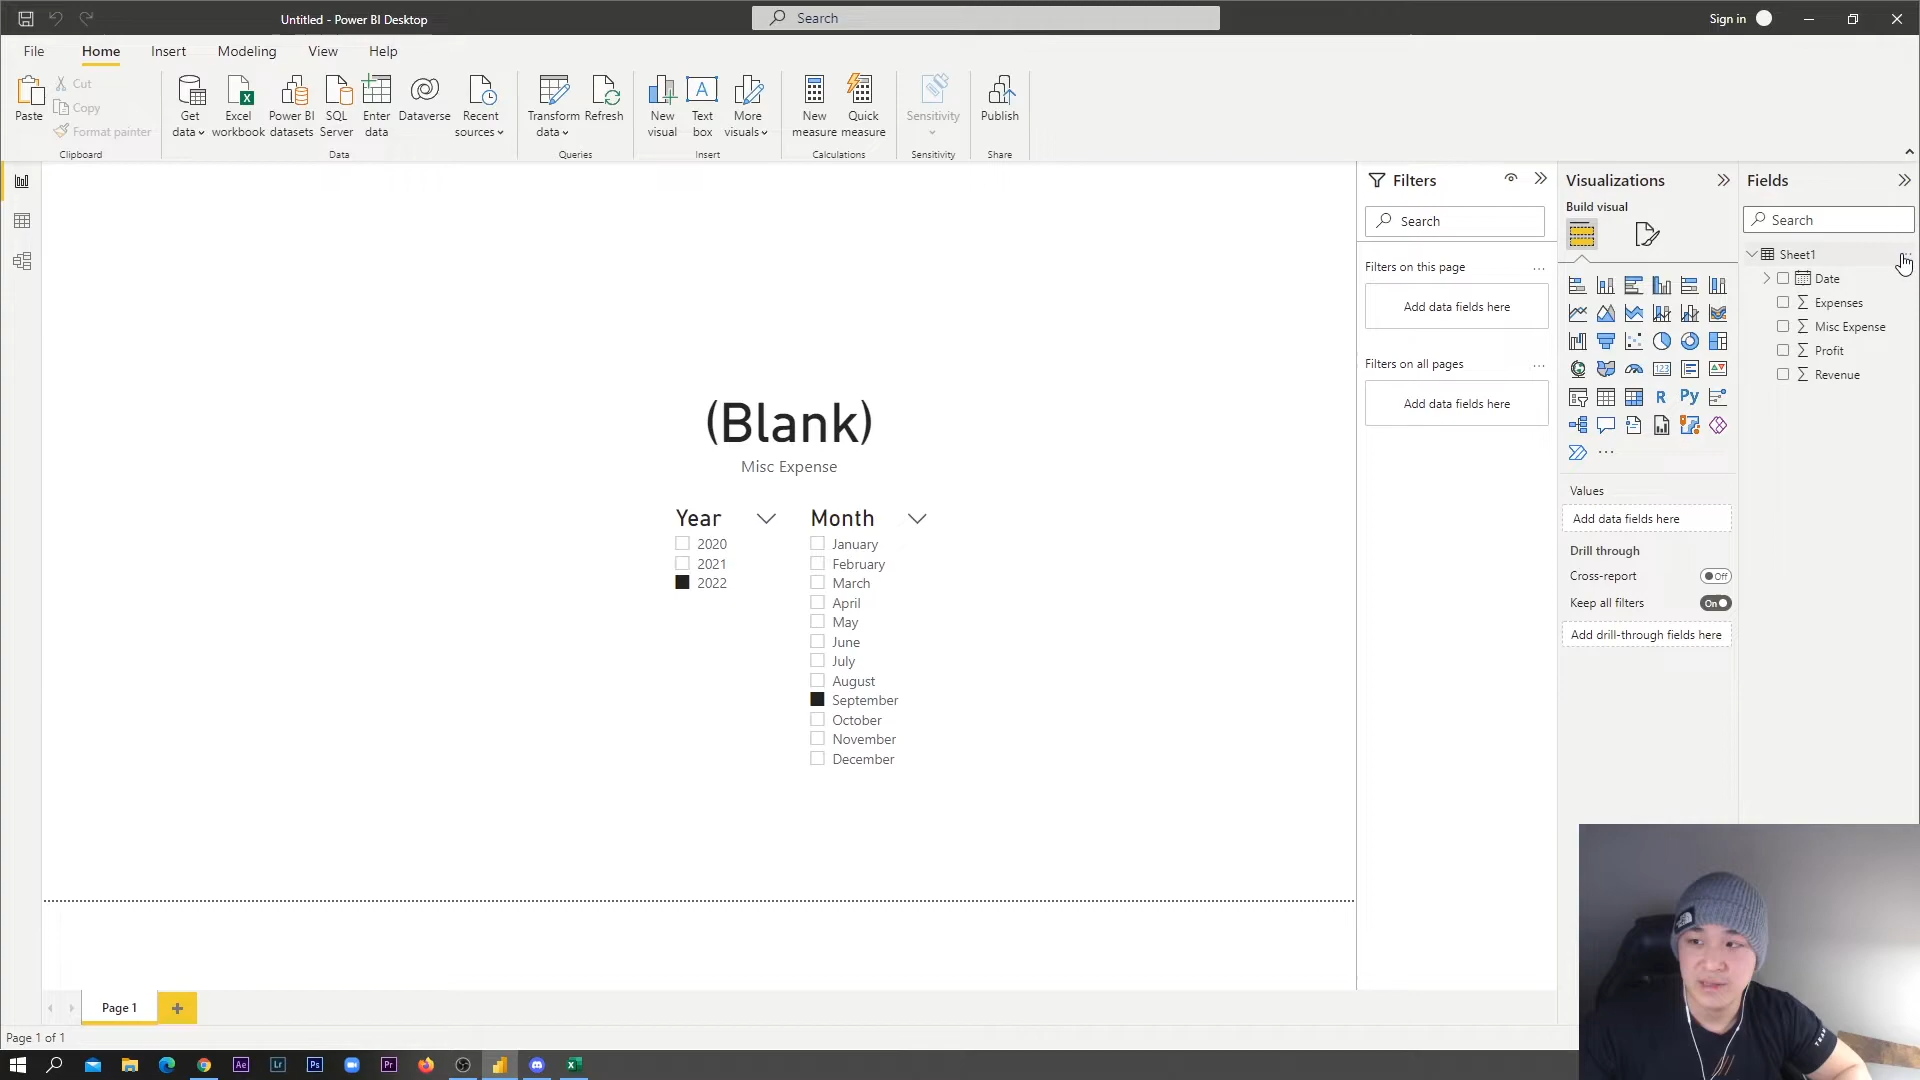 Untitled - Power BI Desktop
Search
Sign in
File
Home
Insert
Modeling
View
Help
Paste
Cut
Copy
Format painter
Clipboard
Get data
Excel workbook
Power BI datasets
SQL Server
Enter data
Dataverse
Recent sources
Data
Transform data
Refresh
Queries
New visual
Text box
More visuals
Insert
New measure
Quick measure
Calculations
Sensitivity
Sensitivity
Publish
Share
(Blank)
Misc Expense
Year
2020
2021
2022
Month
January
February
March
April
May
June
July
August
September
October
November
December
Filters
Search
Filters on this page
...
Add data fields here
Filters on all pages
...
Add data fields here
Visualizations
Build visual
123
R
Py
...
Values
Add data fields here
Drill through
Cross-report
Off
Keep all filters
On
Add drill-through fields here
Fields
Search
Sheet1
Date
Expenses
Misc Expense
Profit
Revenue
Page 1
Page 1 of 1
Ae
Lr
Ps
Pr